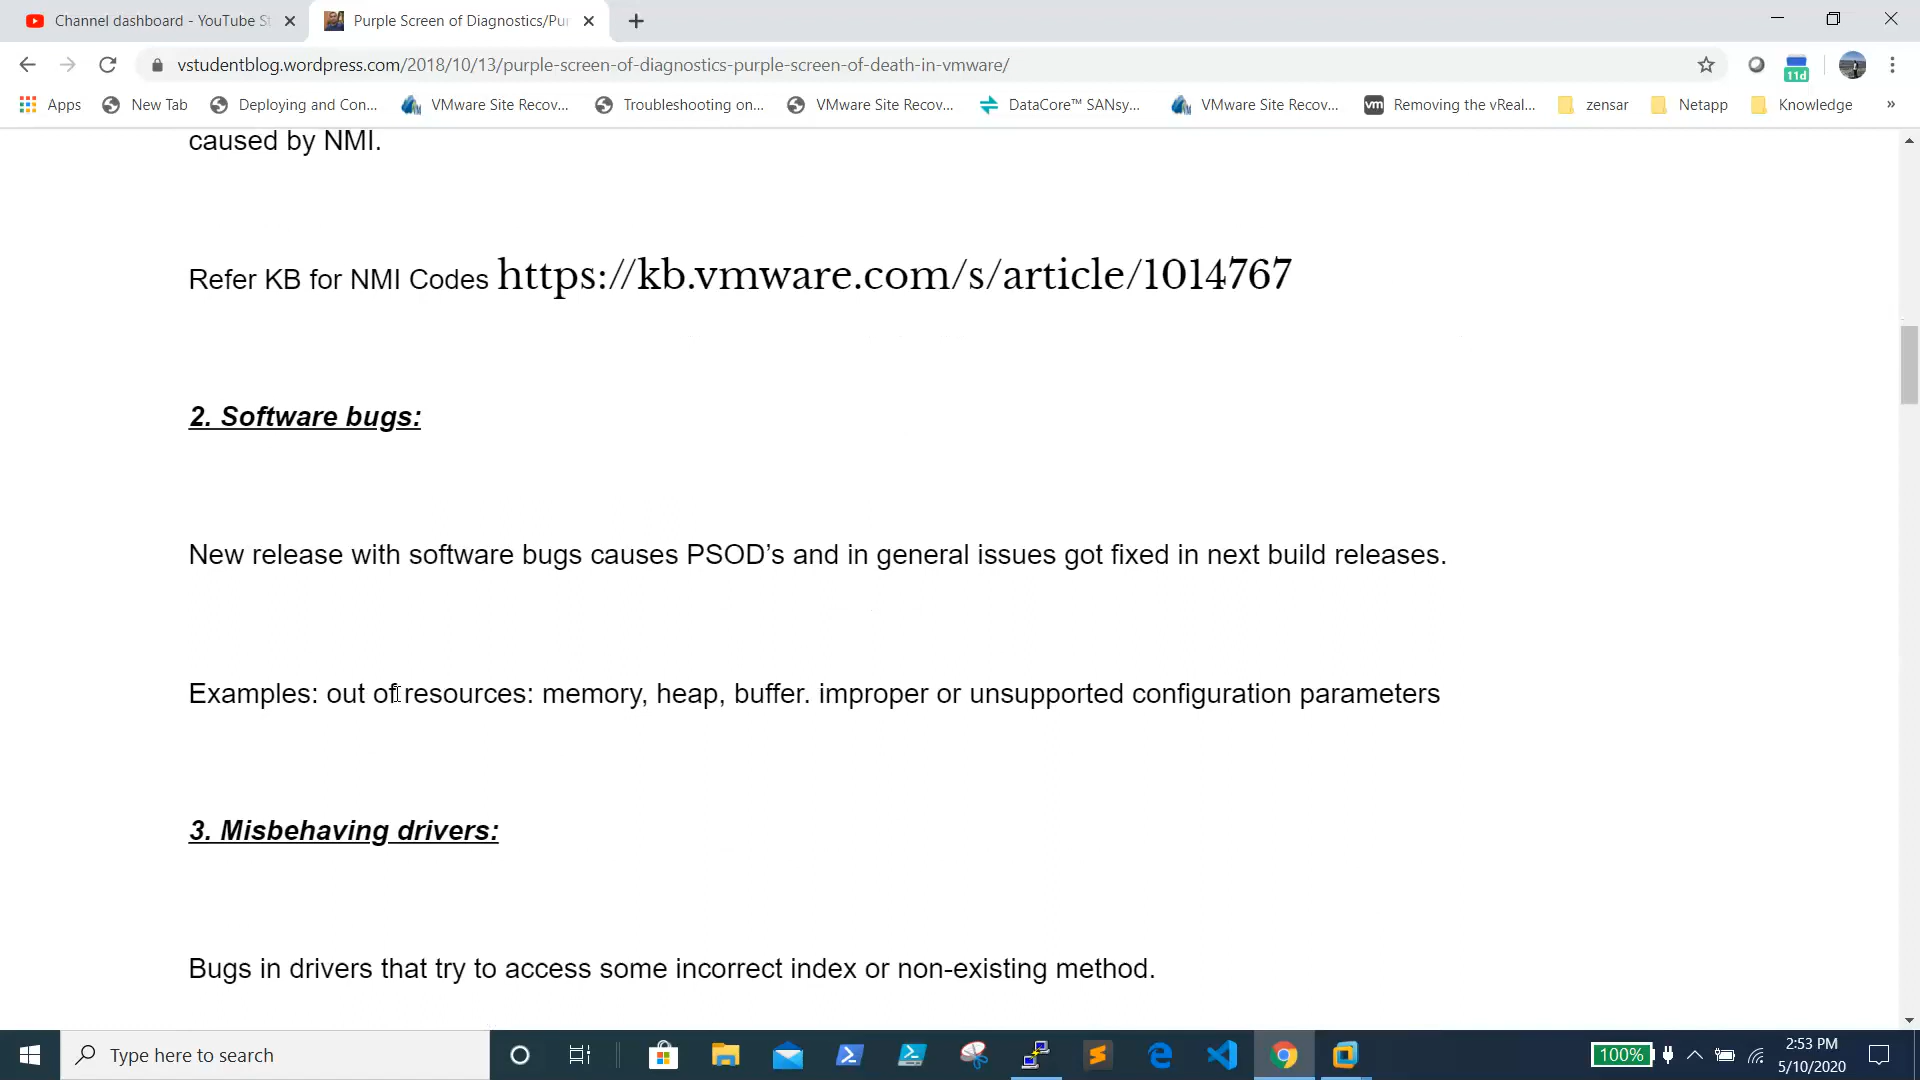 Channel dashboard - YouTube St
Purple Screen of Diagnostics/Pur
vstudentblog.wordpress.com/2018/10/13/purple-screen-of-diagnostics-purple-screen-of-death-in-vmware/
11d
Apps
New Tab
Deploying and Con...
VMware Site Recov...
Troubleshooting on...
VMware Site Recov...
DataCore™ SANsy...
VMware Site Recov...
vm
Removing the vReal...
zensar
Netapp
Knowledge
»
caused by NMI.
Refer KB for NMI Codes https://kb.vmware.com/s/article/1014767
2. Software bugs:
New release with software bugs causes PSOD’s and in general issues got fixed in next build releases.
Examples: out of resources: memory, heap, buffer. improper or unsupported configuration parameters
3. Misbehaving drivers:
Bugs in drivers that try to access some incorrect index or non-existing method.
Type here to search
100%
2:53 PM
5/10/2020